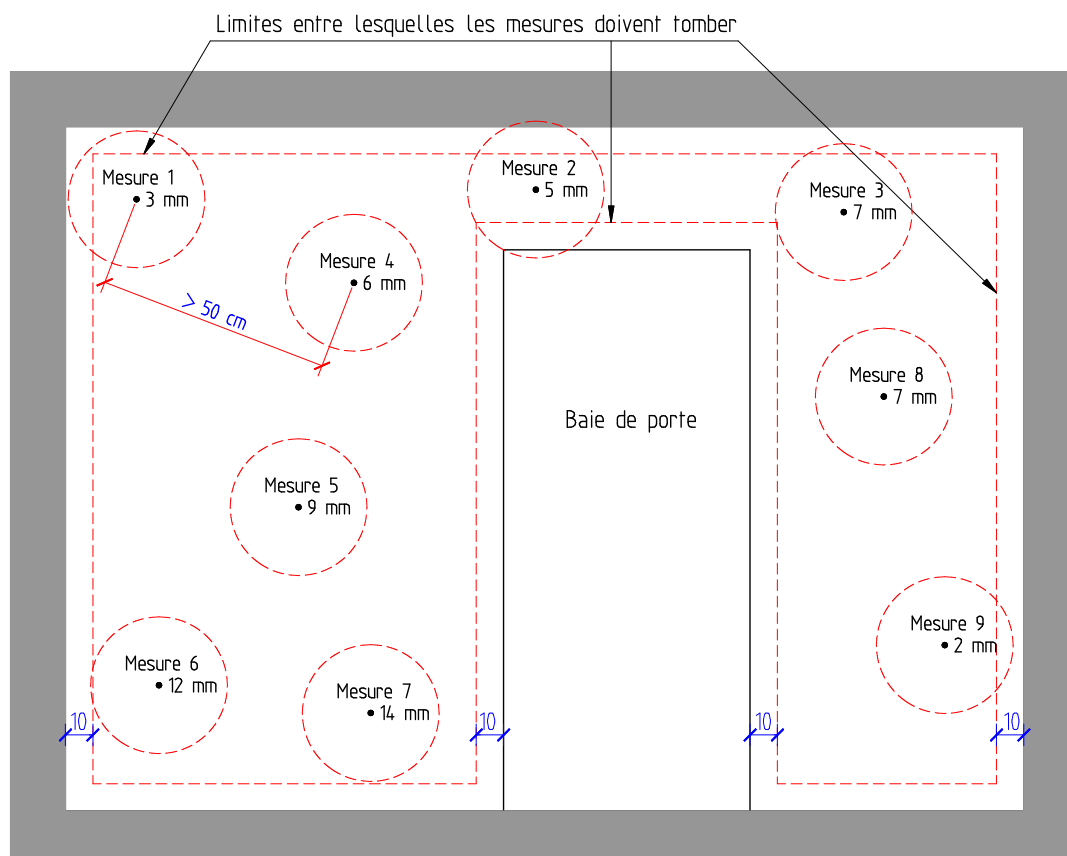 Limites entre lesquelles les mesures doivent tomber
Mesure 1
3 mm
Mesure 2
5 mm
Mesure 3
7 mm
Mesure 4
6 mm
> 50 cm
Mesure 8
7 mm
Baie de porte
Mesure 5
9 mm
Mesure 9
2 mm
Mesure 6
12 mm
Mesure 7
14 mm
10
10
10
10